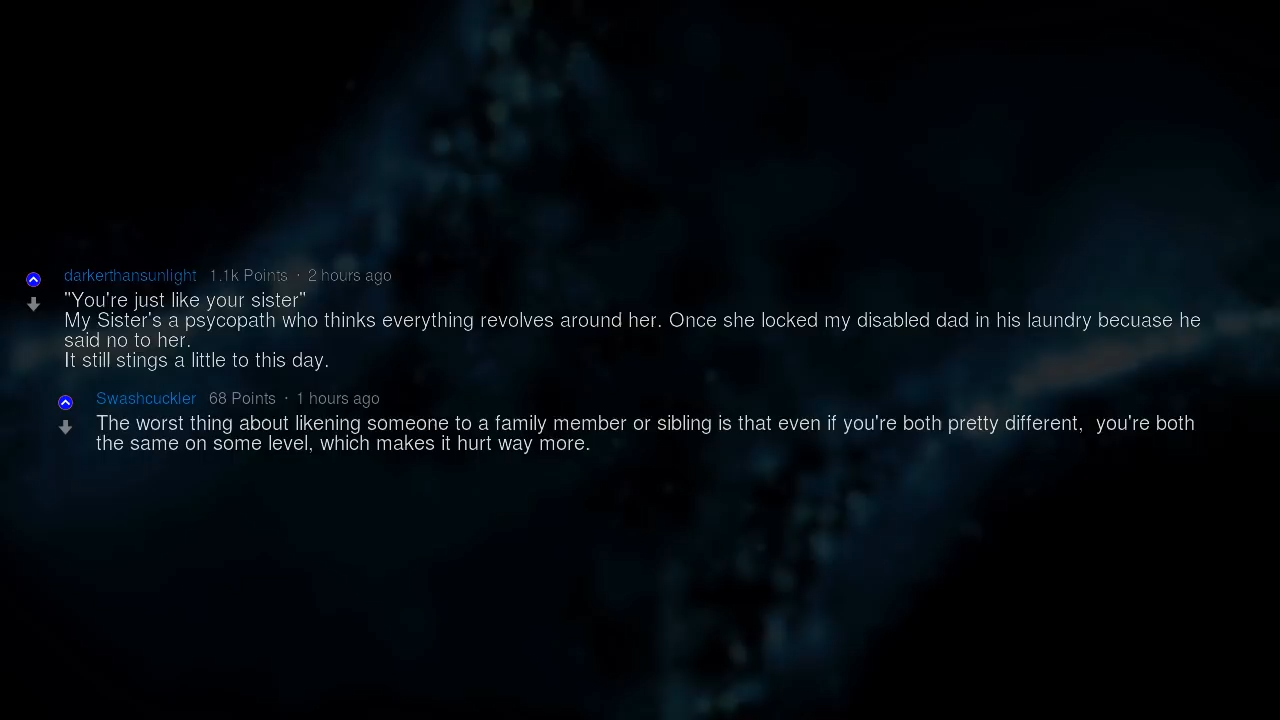 darkerthansunlight 1.1k Points · 2 hours ago
"You're just like your sister"
My Sister's a psycopath who thinks everything revolves around her. Once she locked my disabled dad in his laundry becuase he
said no to her.
It still stings a little to this day.
Swashcuckler 68 Points · 1 hours ago
The worst thing about likening someone to a family member or sibling is that even if you're both pretty different,  you're both
the same on some level, which makes it hurt way more.